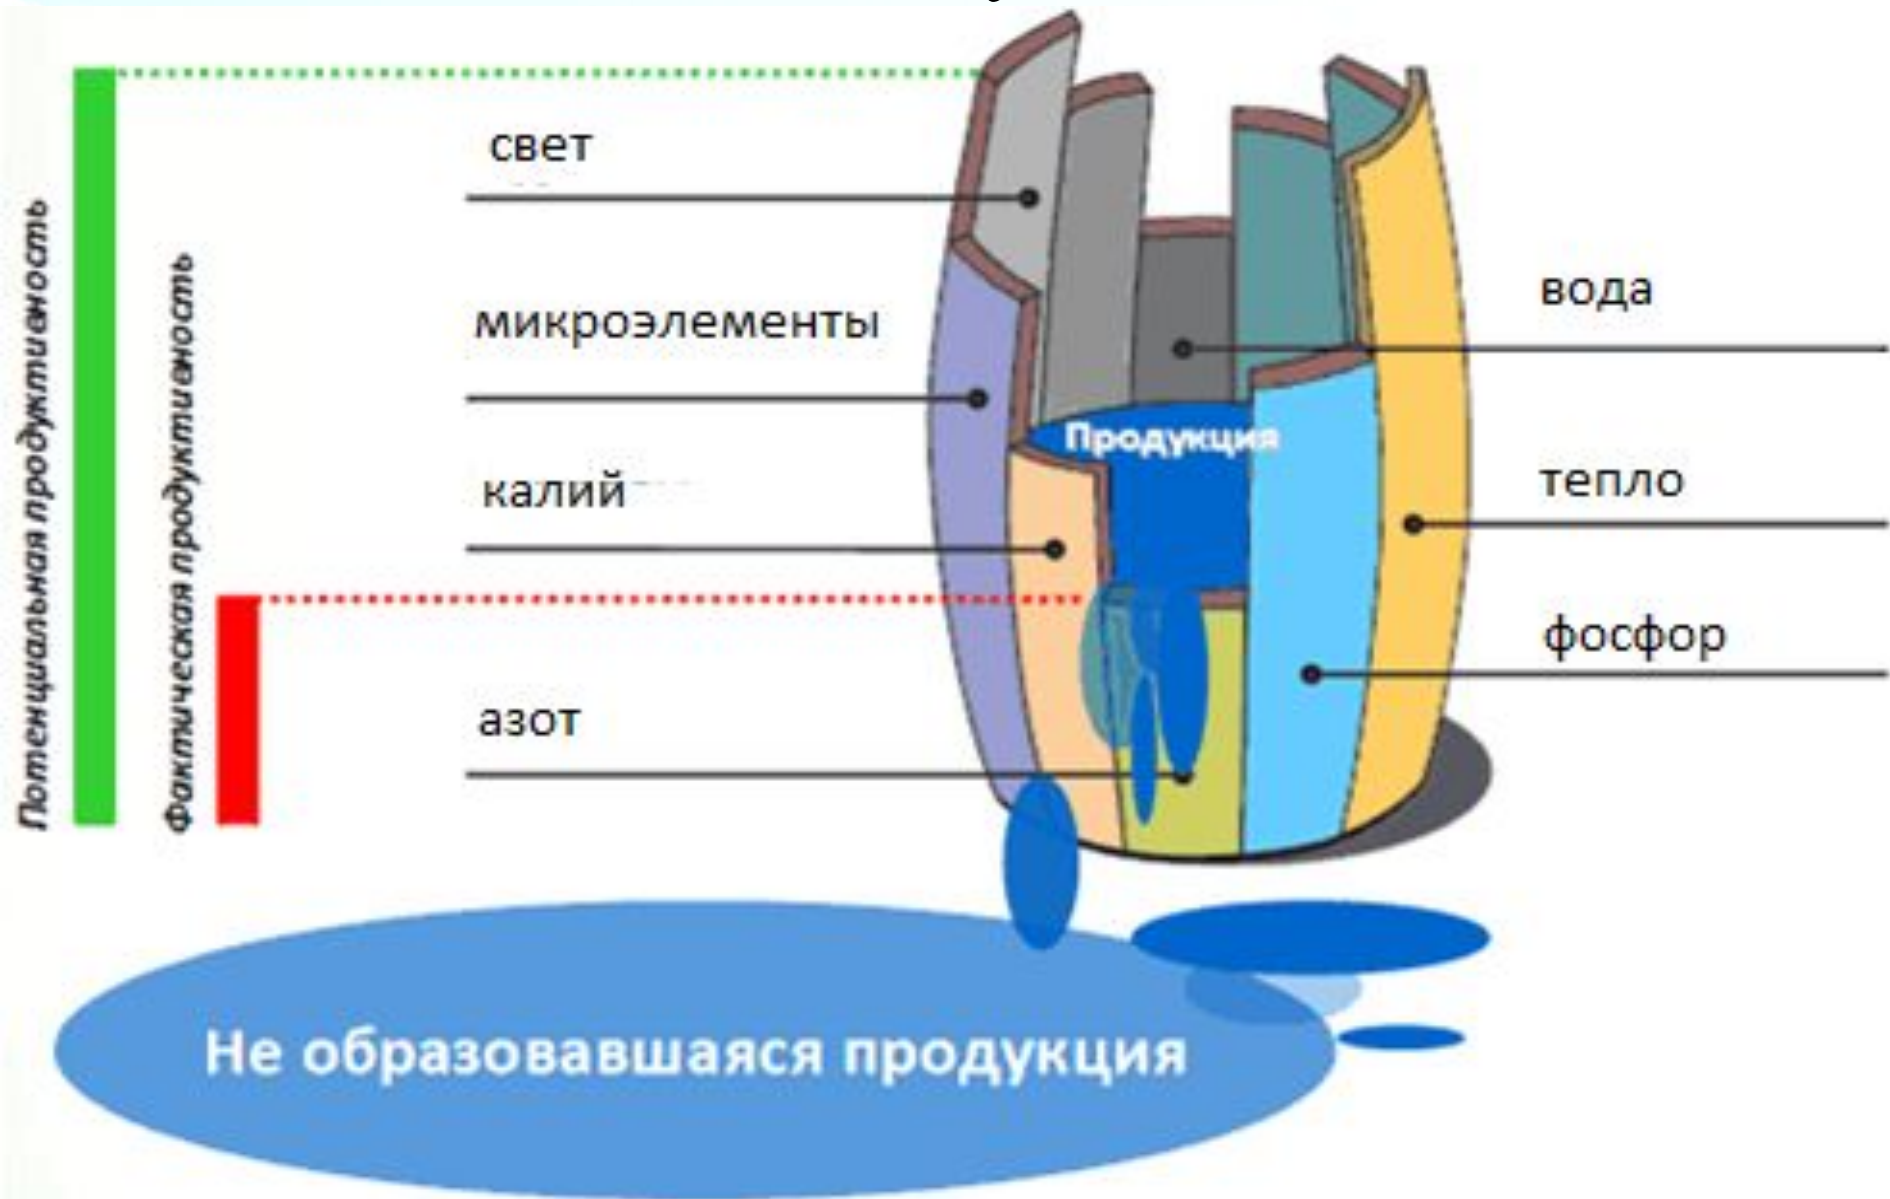 Потенциальная продуктивность
Фактическая продуктивность
свет
микроэлементы
калий
азот
Продукция
вода
тепло
фосфор
Не образовавшаяся продукция